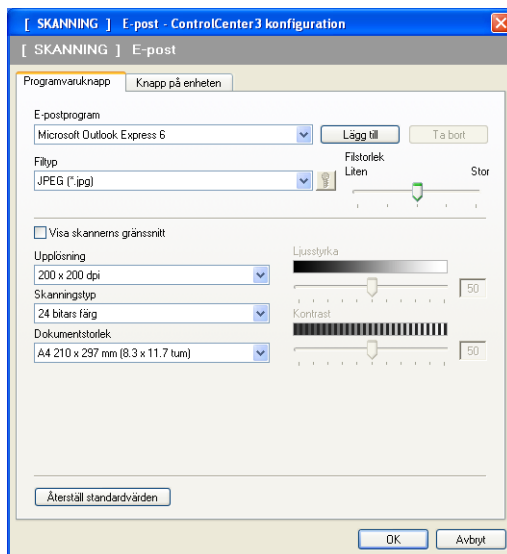 [ SKANNING ] E-post - ControlCenter3 konfiguration
[ SKANNING ] E-post
Programvaruknapp Knapp på enheten
E-postprogram
Microsoft Outlook Express 6 Lägg till Ta bort
Filtyp Filstorlek
JPEG (*.jpg) Liten Stor
Visa skannerns gränssnitt
Upplösning Ljusstyrka
200 x 200 dpi 50
Skanningstyp
24 bitars färg Kontrast
Dokumentstorlek
A4 210 x 297 mm (8.3 x 11.7 tum) 50
Återställ standardvärden
OK Avbryt